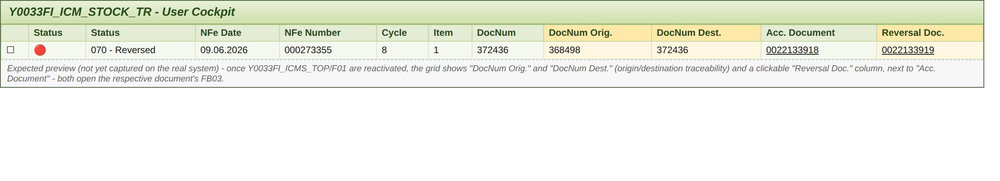 Y0033FI_ICM_STOCK_TR - User Cockpit
Status Status NFe Date NFe Number Cycle Item DocNum DocNum Orig. DocNum Dest. Acc. Document Reversal Doc.
070 - Reversed 09.06.2026 000273355 8 1 372436 368498 372436 0022133918 0022133919
Expected preview (not yet captured on the real system) - once Y0033FI_ICMS_TOP/F01 are reactivated, the grid shows "DocNum Orig." and "DocNum Dest." (origin/destination traceability) and a clickable "Reversal Doc." column, next to "Acc.
Document" - both open the respective document's FB03.